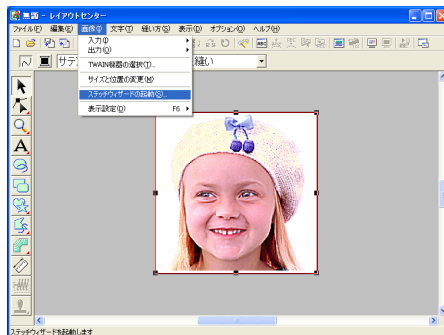 無題 - レイアウトセンター
ファイル(F) 編集(E) 画像(I) 文字(T) 縫い方(S) 表示(D) オプション(O) ヘルプ(H)
入力(I)
出力(O)
TWAIN機器の選択(T)...
サイズと位置の変更(M)
ステッチウィザードの起動(S)...
表示設定(D) F6
サテ
縫い
A
ステッチウィザードを起動します